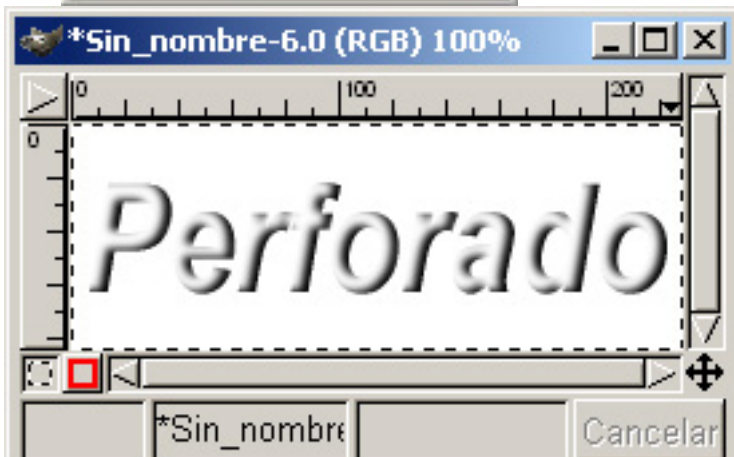 *Sin_nombre-6.0 (RGB) 100%
0 100 200
0
Perforado
*Sin_nombre
Cancelar